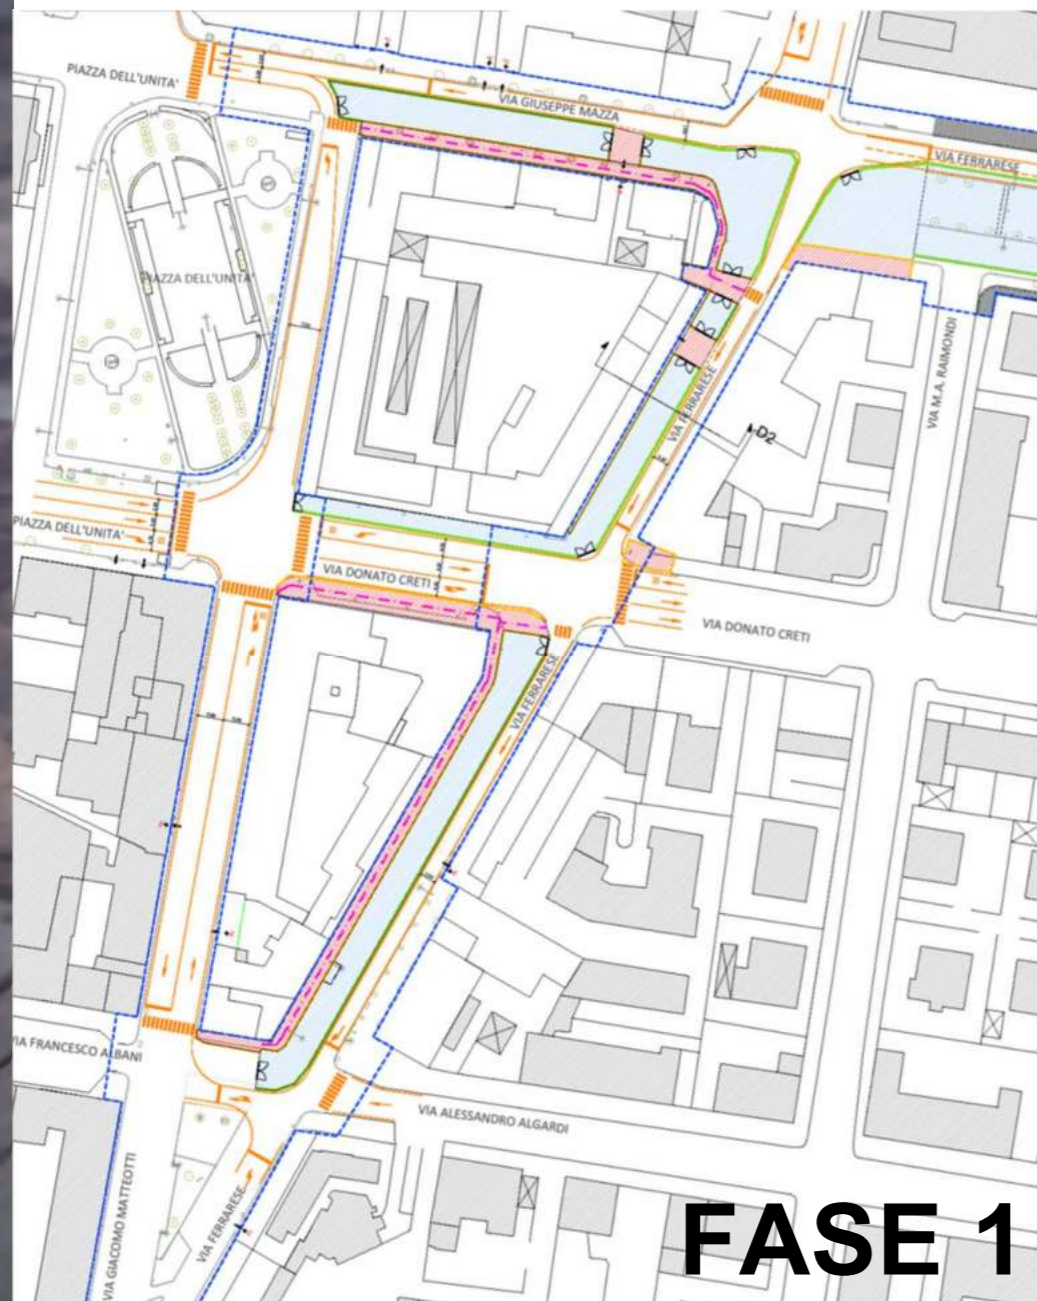 PIAZZA DELL'UNITA'
VIA GIUSEPPE MAZZA
VIA FERRARESE
PIAZZA DELL'UNITA'
VIA M.A. RAIMONDI
VIA FERRARESE
D2
PIAZZA DELL'UNITA'
VIA DONATO CRETI
VIA DONATO CRETI
VIA FERRARESE
VIA FRANCESCO ALBANI
VIA ALESSANDRO ALGARDI
VIA GIACOMO MATTEOTTI
VIA FERRARESE
FASE 1